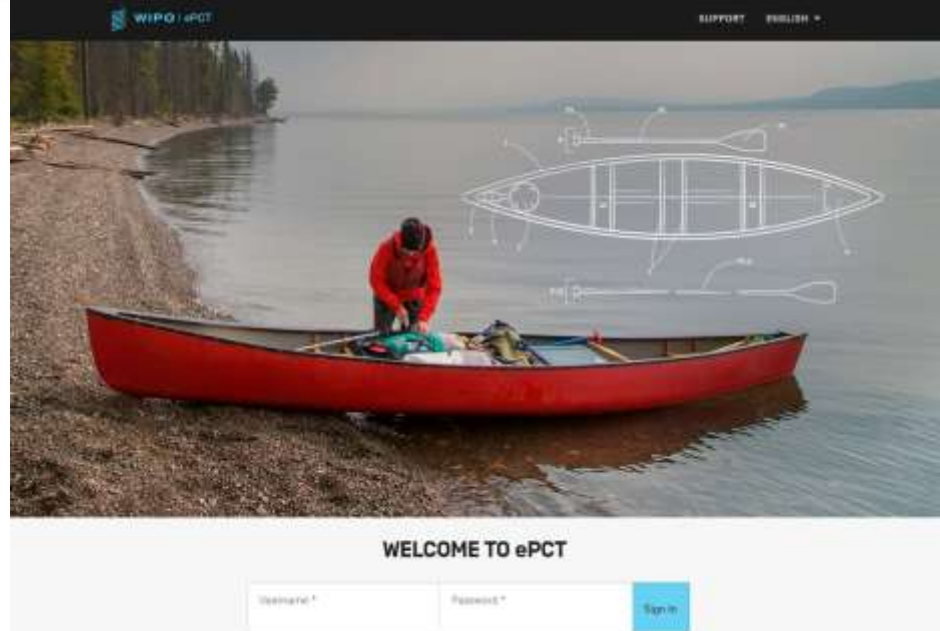 WIPO | ePCT
SUPPORT ENGLISH
WELCOME TO ePCT
Username *
Password *
Sign in